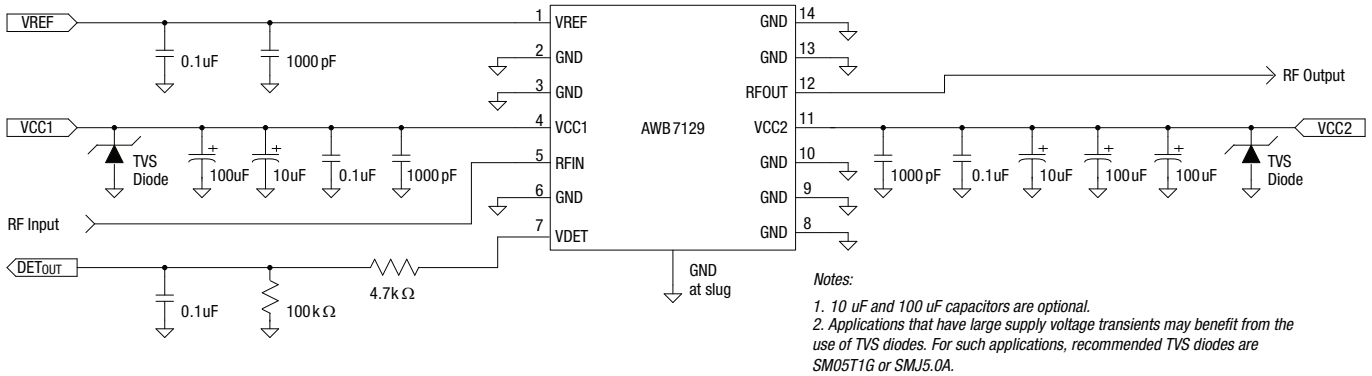 VREF
0.1uF
1000 pF
1
VREF
2
GND
3
GND
VCC1
TVS
Diode
100uF
10uF
0.1uF
1000 pF
4
VCC1
5
RFIN
6
GND
RF Input
7
VDET
DETOUT
0.1uF
100kΩ
4.7kΩ
AWB7129
GND
at slug
GND
14
GND
13
RFOUT
12
RF Output
VCC2
11
VCC2
GND
10
GND
9
GND
8
1000 pF
0.1uF
10uF
100uF
100uF
TVS
Diode
Notes:
1. 10 uF and 100 uF capacitors are optional.
2. Applications that have large supply voltage transients may benefit from the
use of TVS diodes. For such applications, recommended TVS diodes are
SM05T1G or SMJ5.0A.